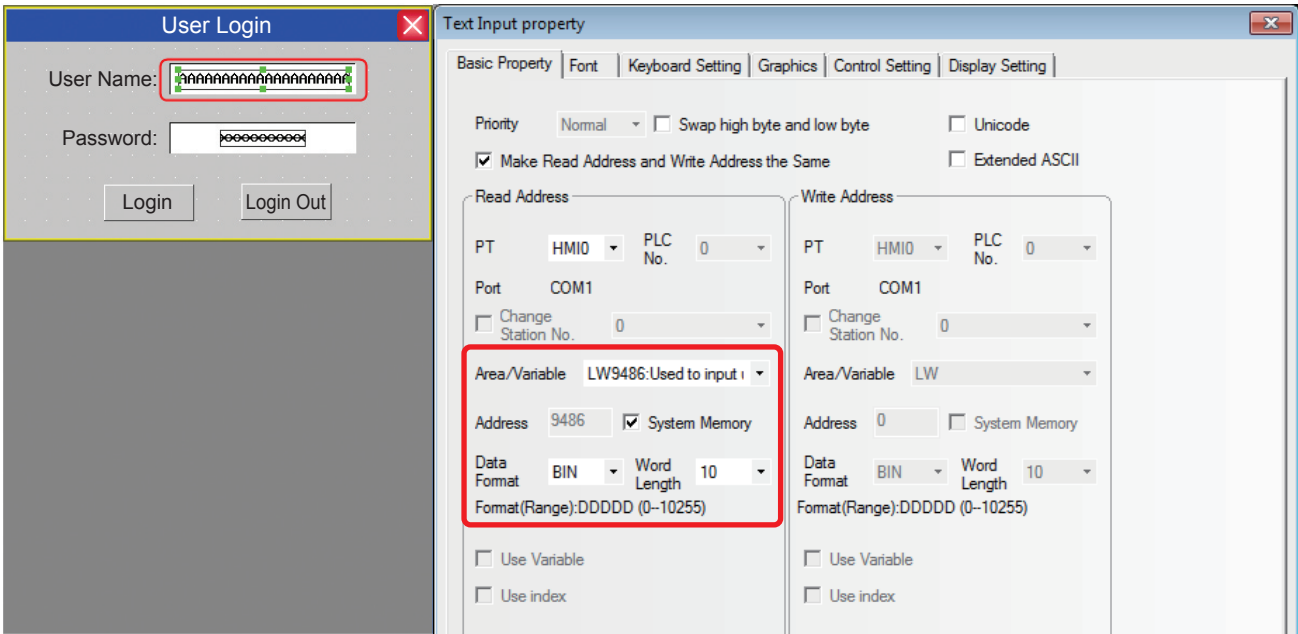 User Login
User Name: AAAAAAAAAAAAAAAAAAAA
Password: **********
Login Login Out
Text Input property
Basic Property Font Keyboard Setting Graphics Control Setting Display Setting
Priority Normal Swap high byte and low byte Unicode
Make Read Address and Write Address the Same Extended ASCII
Read Address Write Address
PT HMI0 PLC No. 0 PT HMI0 PLC No. 0
Port COM1 Port COM1
Change Station No. 0 Change Station No. 0
Area/Variable LW9486:Used to input Area/Variable LW
Address 9486 System Memory Address 0 System Memory
Data Format BIN Word Length 10 Data Format BIN Word Length 10
Format(Range):DDDDD (0--10255) Format(Range):DDDDD (0--10255)
Use Variable Use Variable
Use index Use index